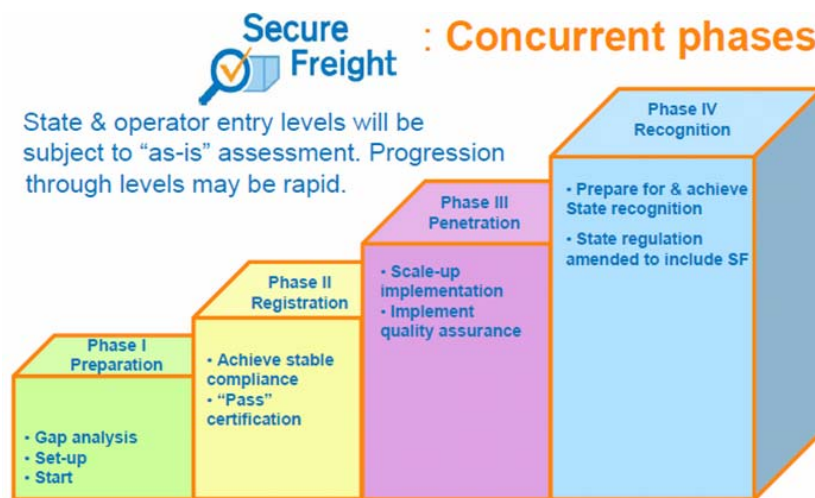 Secure
Freight
: Concurrent phases
State & operator entry levels will be
subject to “as-is” assessment. Progression
through levels may be rapid.
Phase I
Preparation
• Gap analysis
• Set-up
• Start
Phase II
Registration
• Achieve stable
compliance
• “Pass”
certification
Phase III
Penetration
• Scale-up
implementation
• Implement
quality assurance
Phase IV
Recognition
• Prepare for & achieve
State recognition
• State regulation
amended to include SF